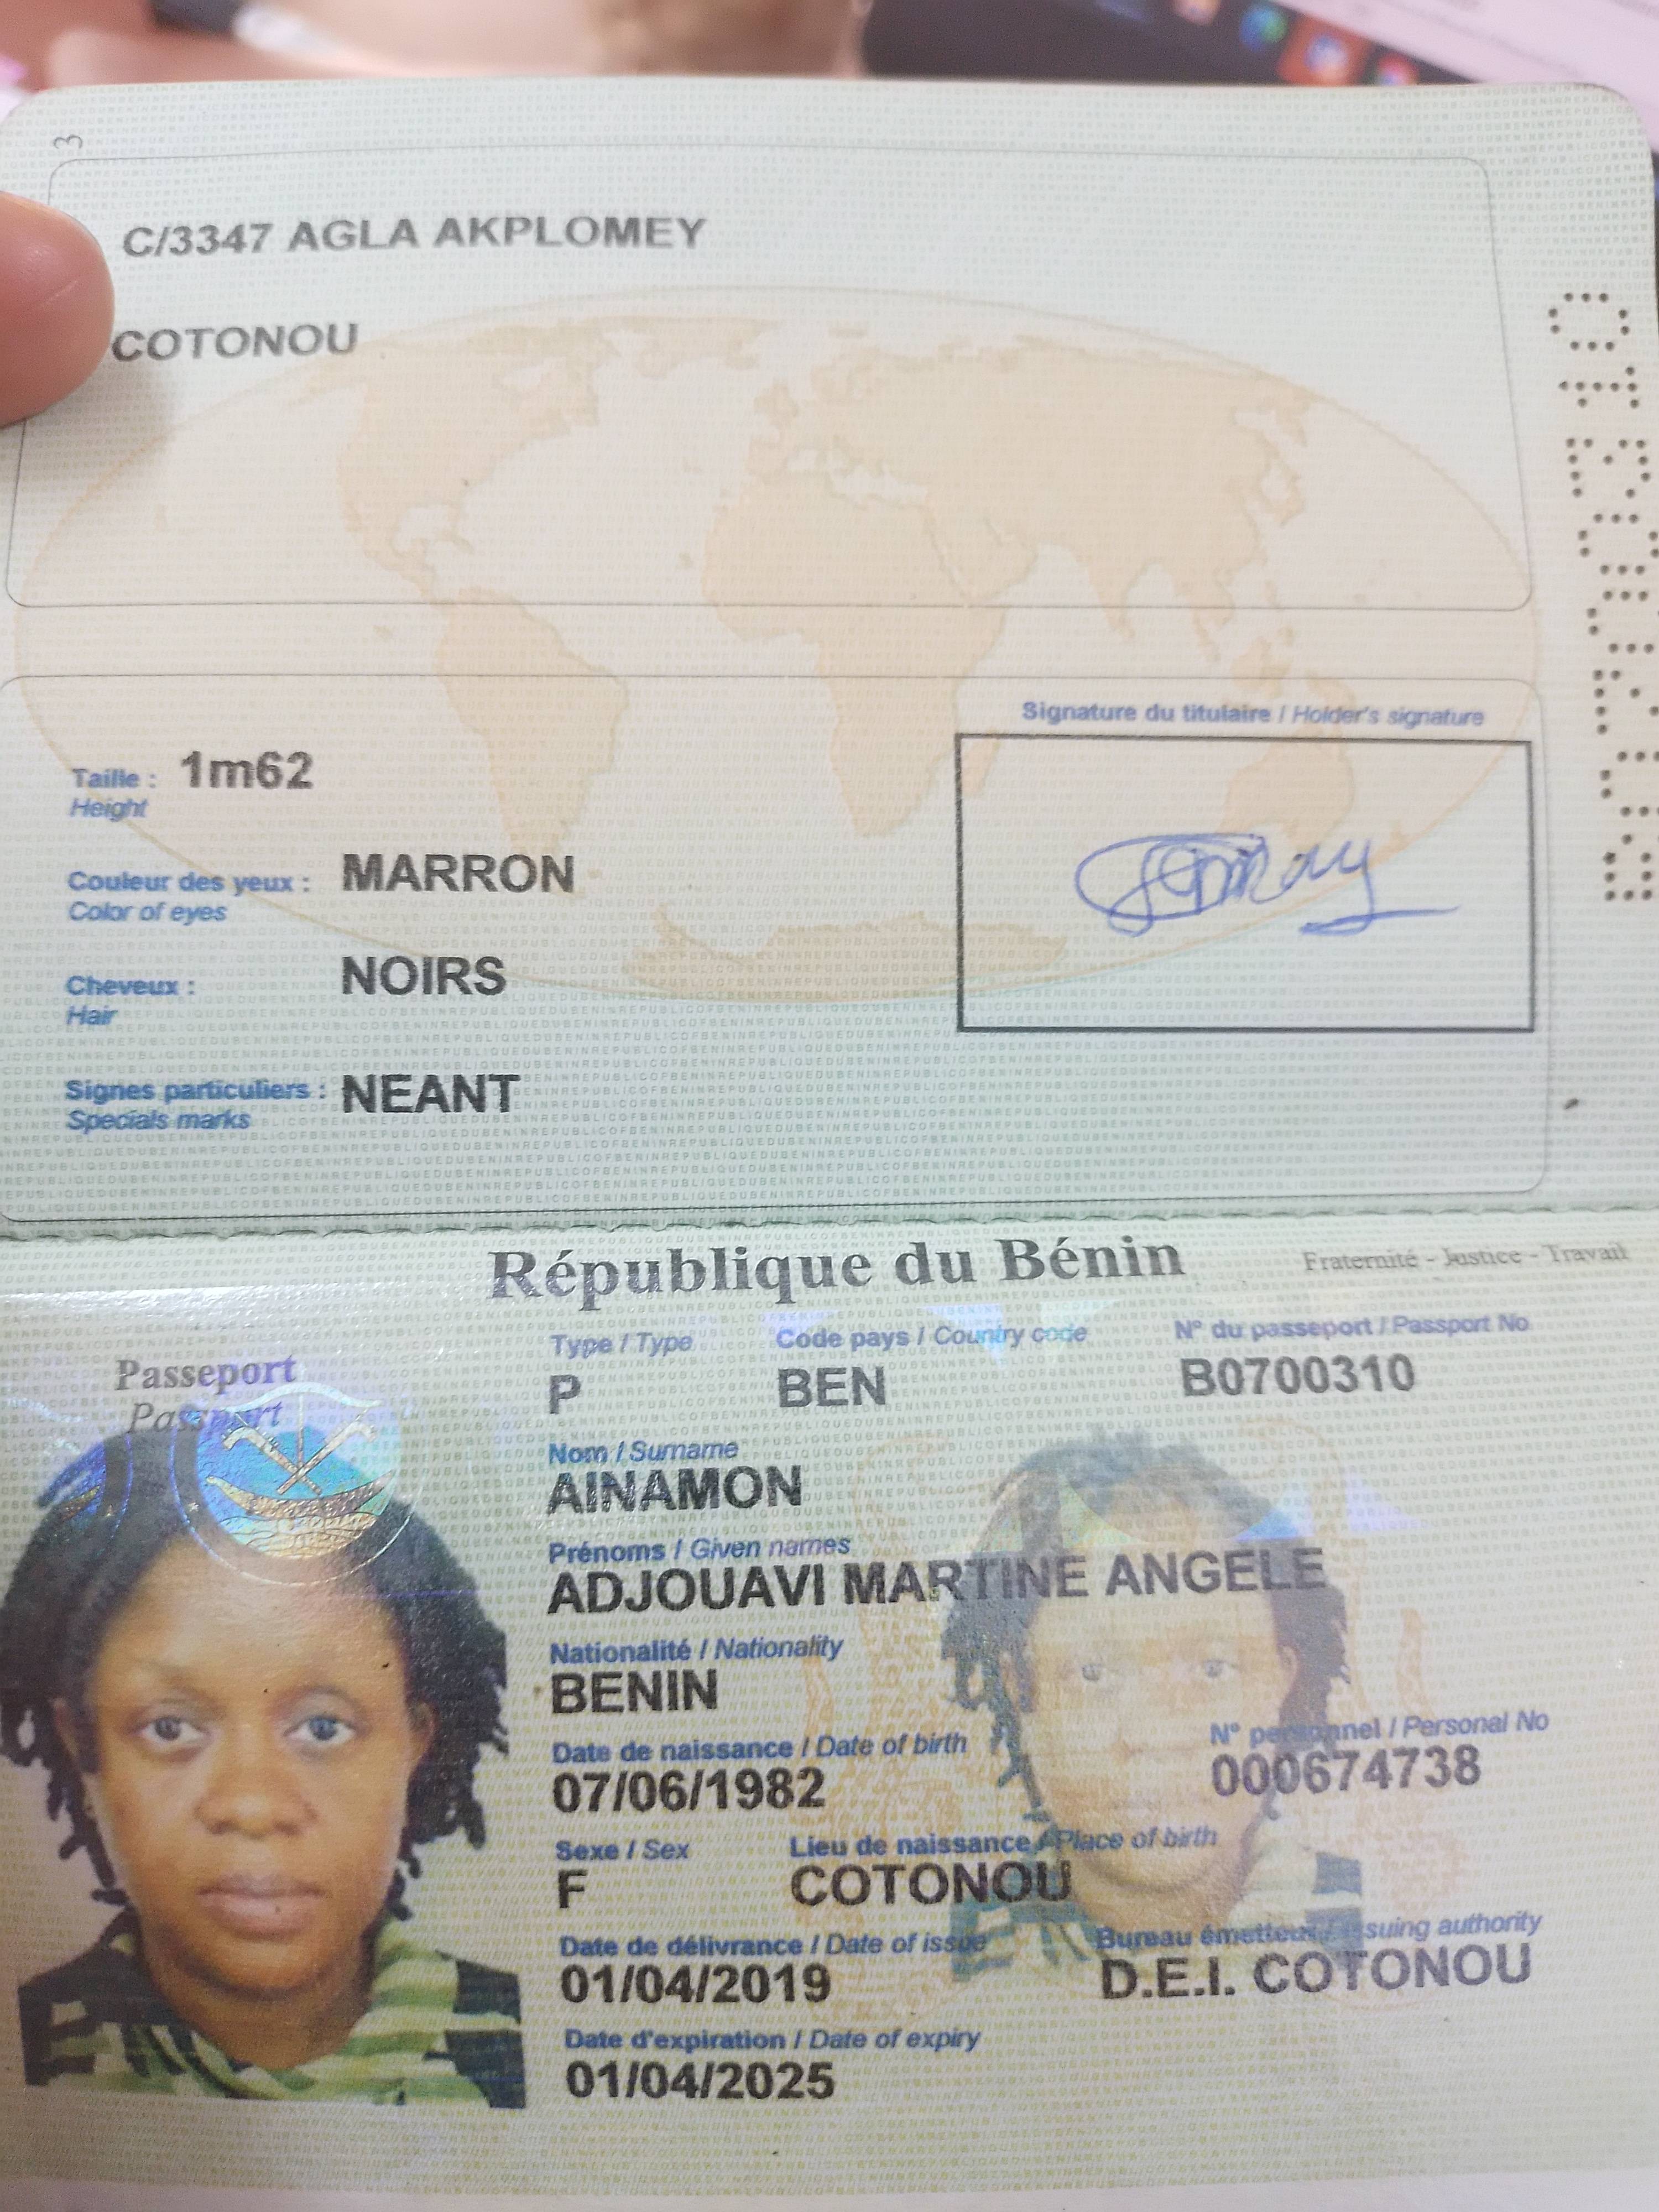 3
C/3347 AGLA AKPLOMEY
COTONOU
Signature du titulaire / Holder's signature
Taille : 1m62
Height
Couleur des yeux : MARRON
Color of eyes
Cheveux : NOIRS
Hair
Signes particuliers : NEANT
Specials marks
République du Bénin
Fraternité - Justice - Travail
Passeport
Passport
Type / Type
Code pays / Country code
N° du passeport / Passport No
P
BEN
B0700310
Nom / Surname
AINAMON
Prénoms / Given names
ADJOUAVI MARTINE ANGELE
Nationalité / Nationality
BENIN
Date de naissance / Date of birth
N° personnel / Personal No
07/06/1982
000674738
Sexe / Sex
Lieu de naissance / Place of birth
F
COTONOU
Date de délivrance / Date of issue
Bureau émetteur / Issuing authority
01/04/2019
D.E.I. COTONOU
Date d'expiration / Date of expiry
01/04/2025